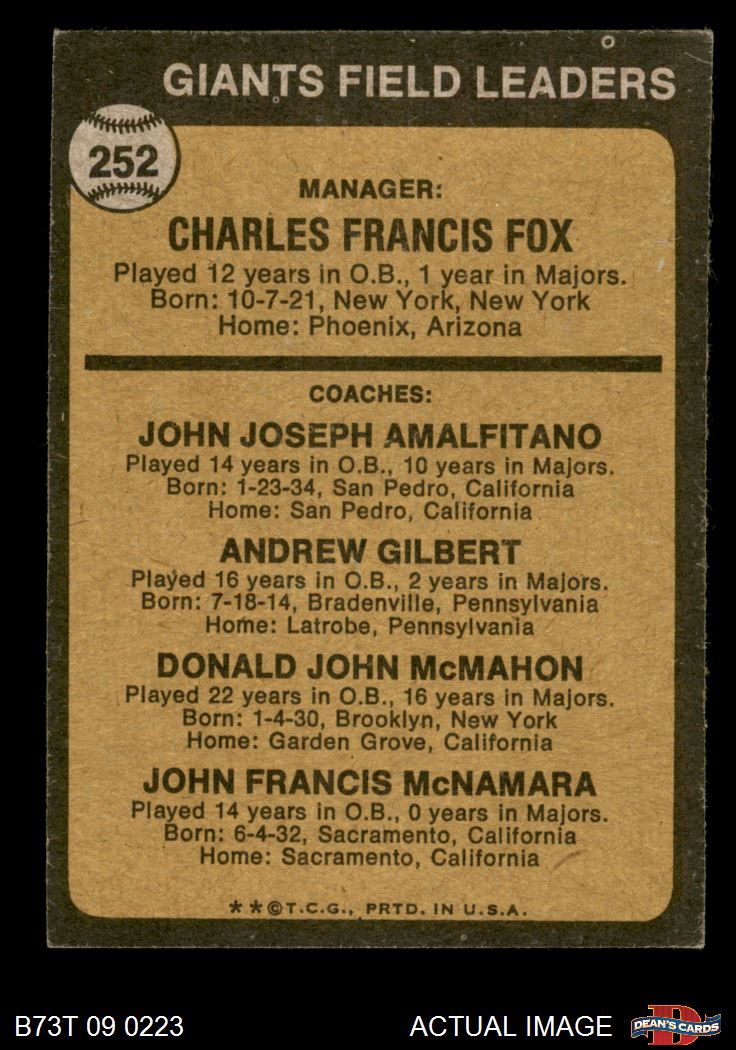 GIANTS FIELD LEADERS
252
MANAGER:
CHARLES FRANCIS FOX
Played 12 years in O.B., 1 year in Majors.
Born: 10-7-21, New York, New York
Home: Phoenix, Arizona
COACHES:
JOHN JOSEPH AMALFITANO
Played 14 years in O.B., 10 years in Majors.
Born: 1-23-34, San Pedro, California
Home: San Pedro, California
ANDREW GILBERT
Played 16 years in O.B., 2 years in Majors.
Born: 7-18-14, Bradenville, Pennsylvania
Home: Latrobe, Pennsylvania
DONALD JOHN McMAHON
Played 22 years in O.B., 16 years in Majors.
Born: 1-4-30, Brooklyn, New York
Home: Garden Grove, California
JOHN FRANCIS McNAMARA
Played 14 years in O.B., 0 years in Majors.
Born: 6-4-32, Sacramento, California
Home: Sacramento, California
**©T.C.G., PRTD. IN U.S.A.
B73T 09 0223
ACTUAL IMAGE
D
DEAN'S CARDS